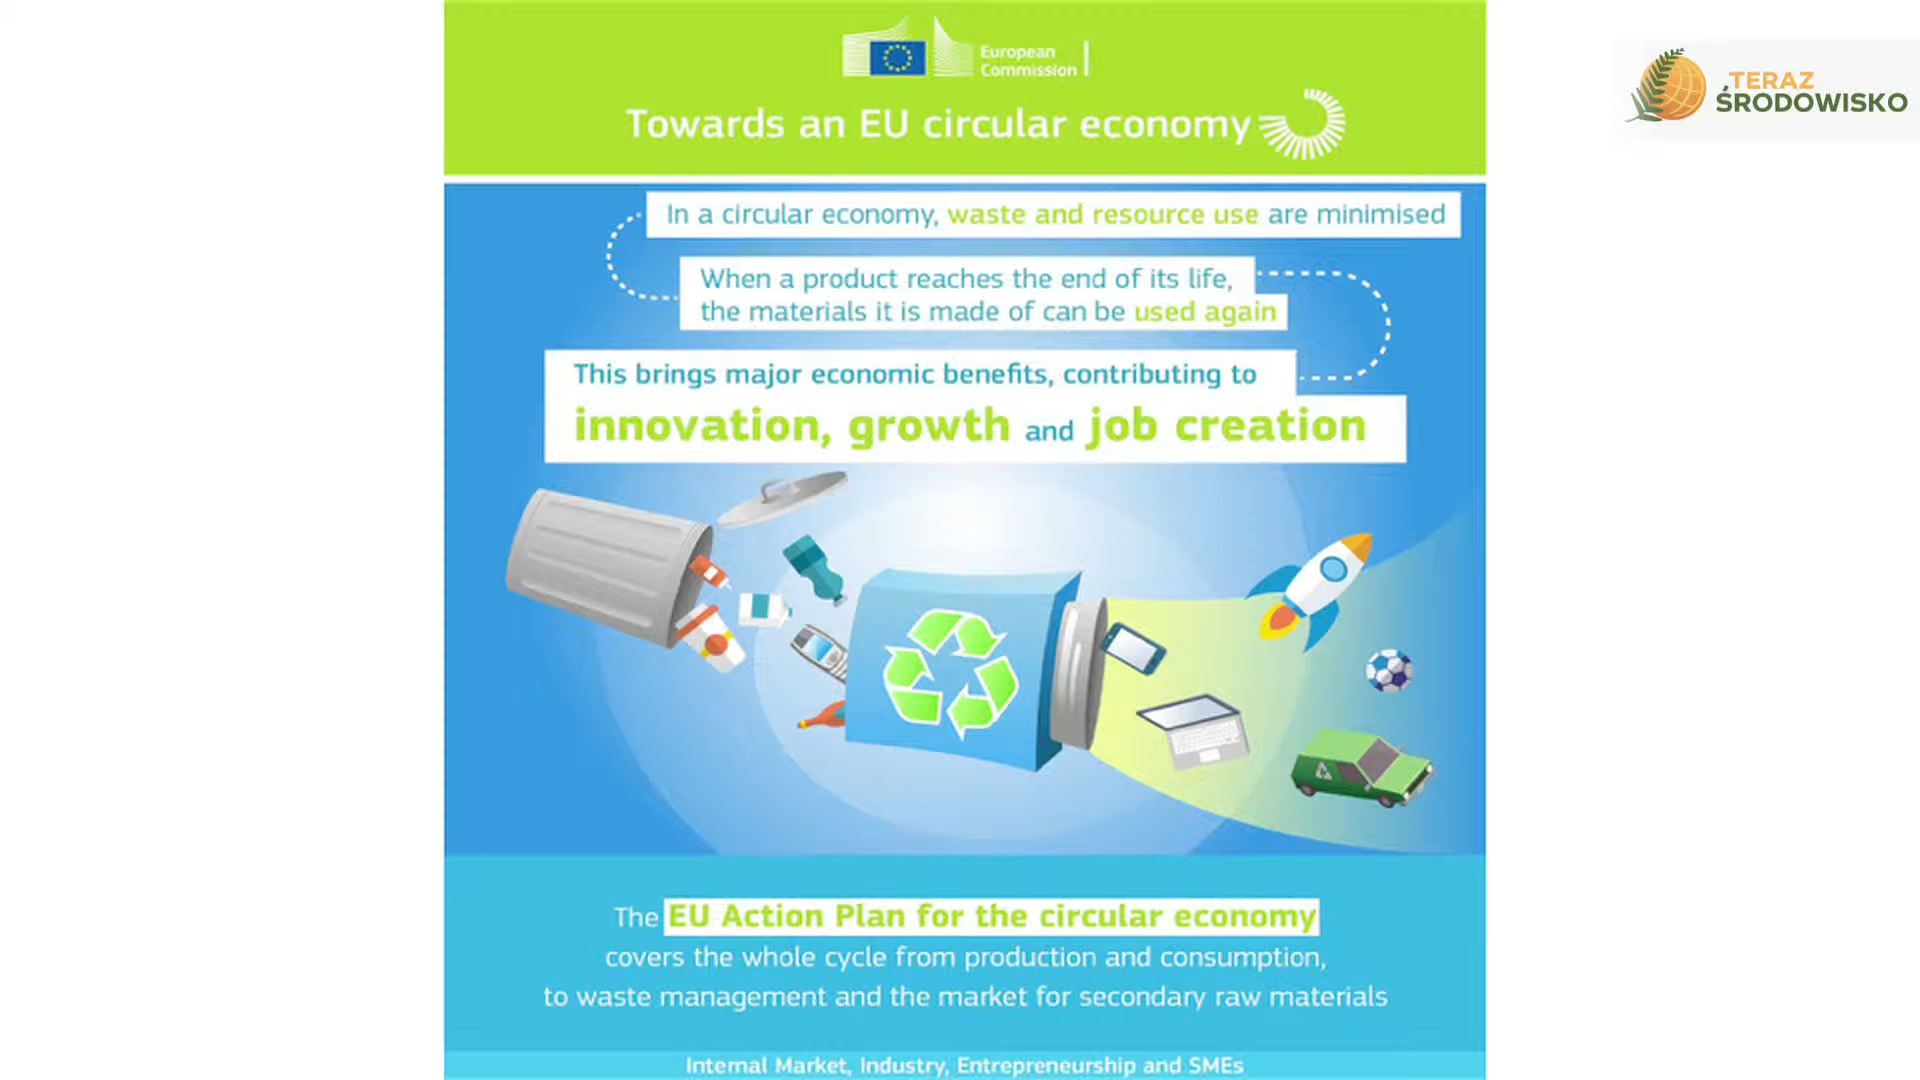 European
Commission
Towards an EU circular economy
TERAZ
ŚRODOWISKO
In a circular economy, waste and resource use are minimised
When a product reaches the end of its life,
the materials it is made of can be used again
This brings major economic benefits, contributing to
innovation, growth and job creation
The EU Action Plan for the circular economy
covers the whole cycle from production and consumption,
to waste management and the market for secondary raw materials
Internal Market, Industry, Entrepreneurship and SMEs